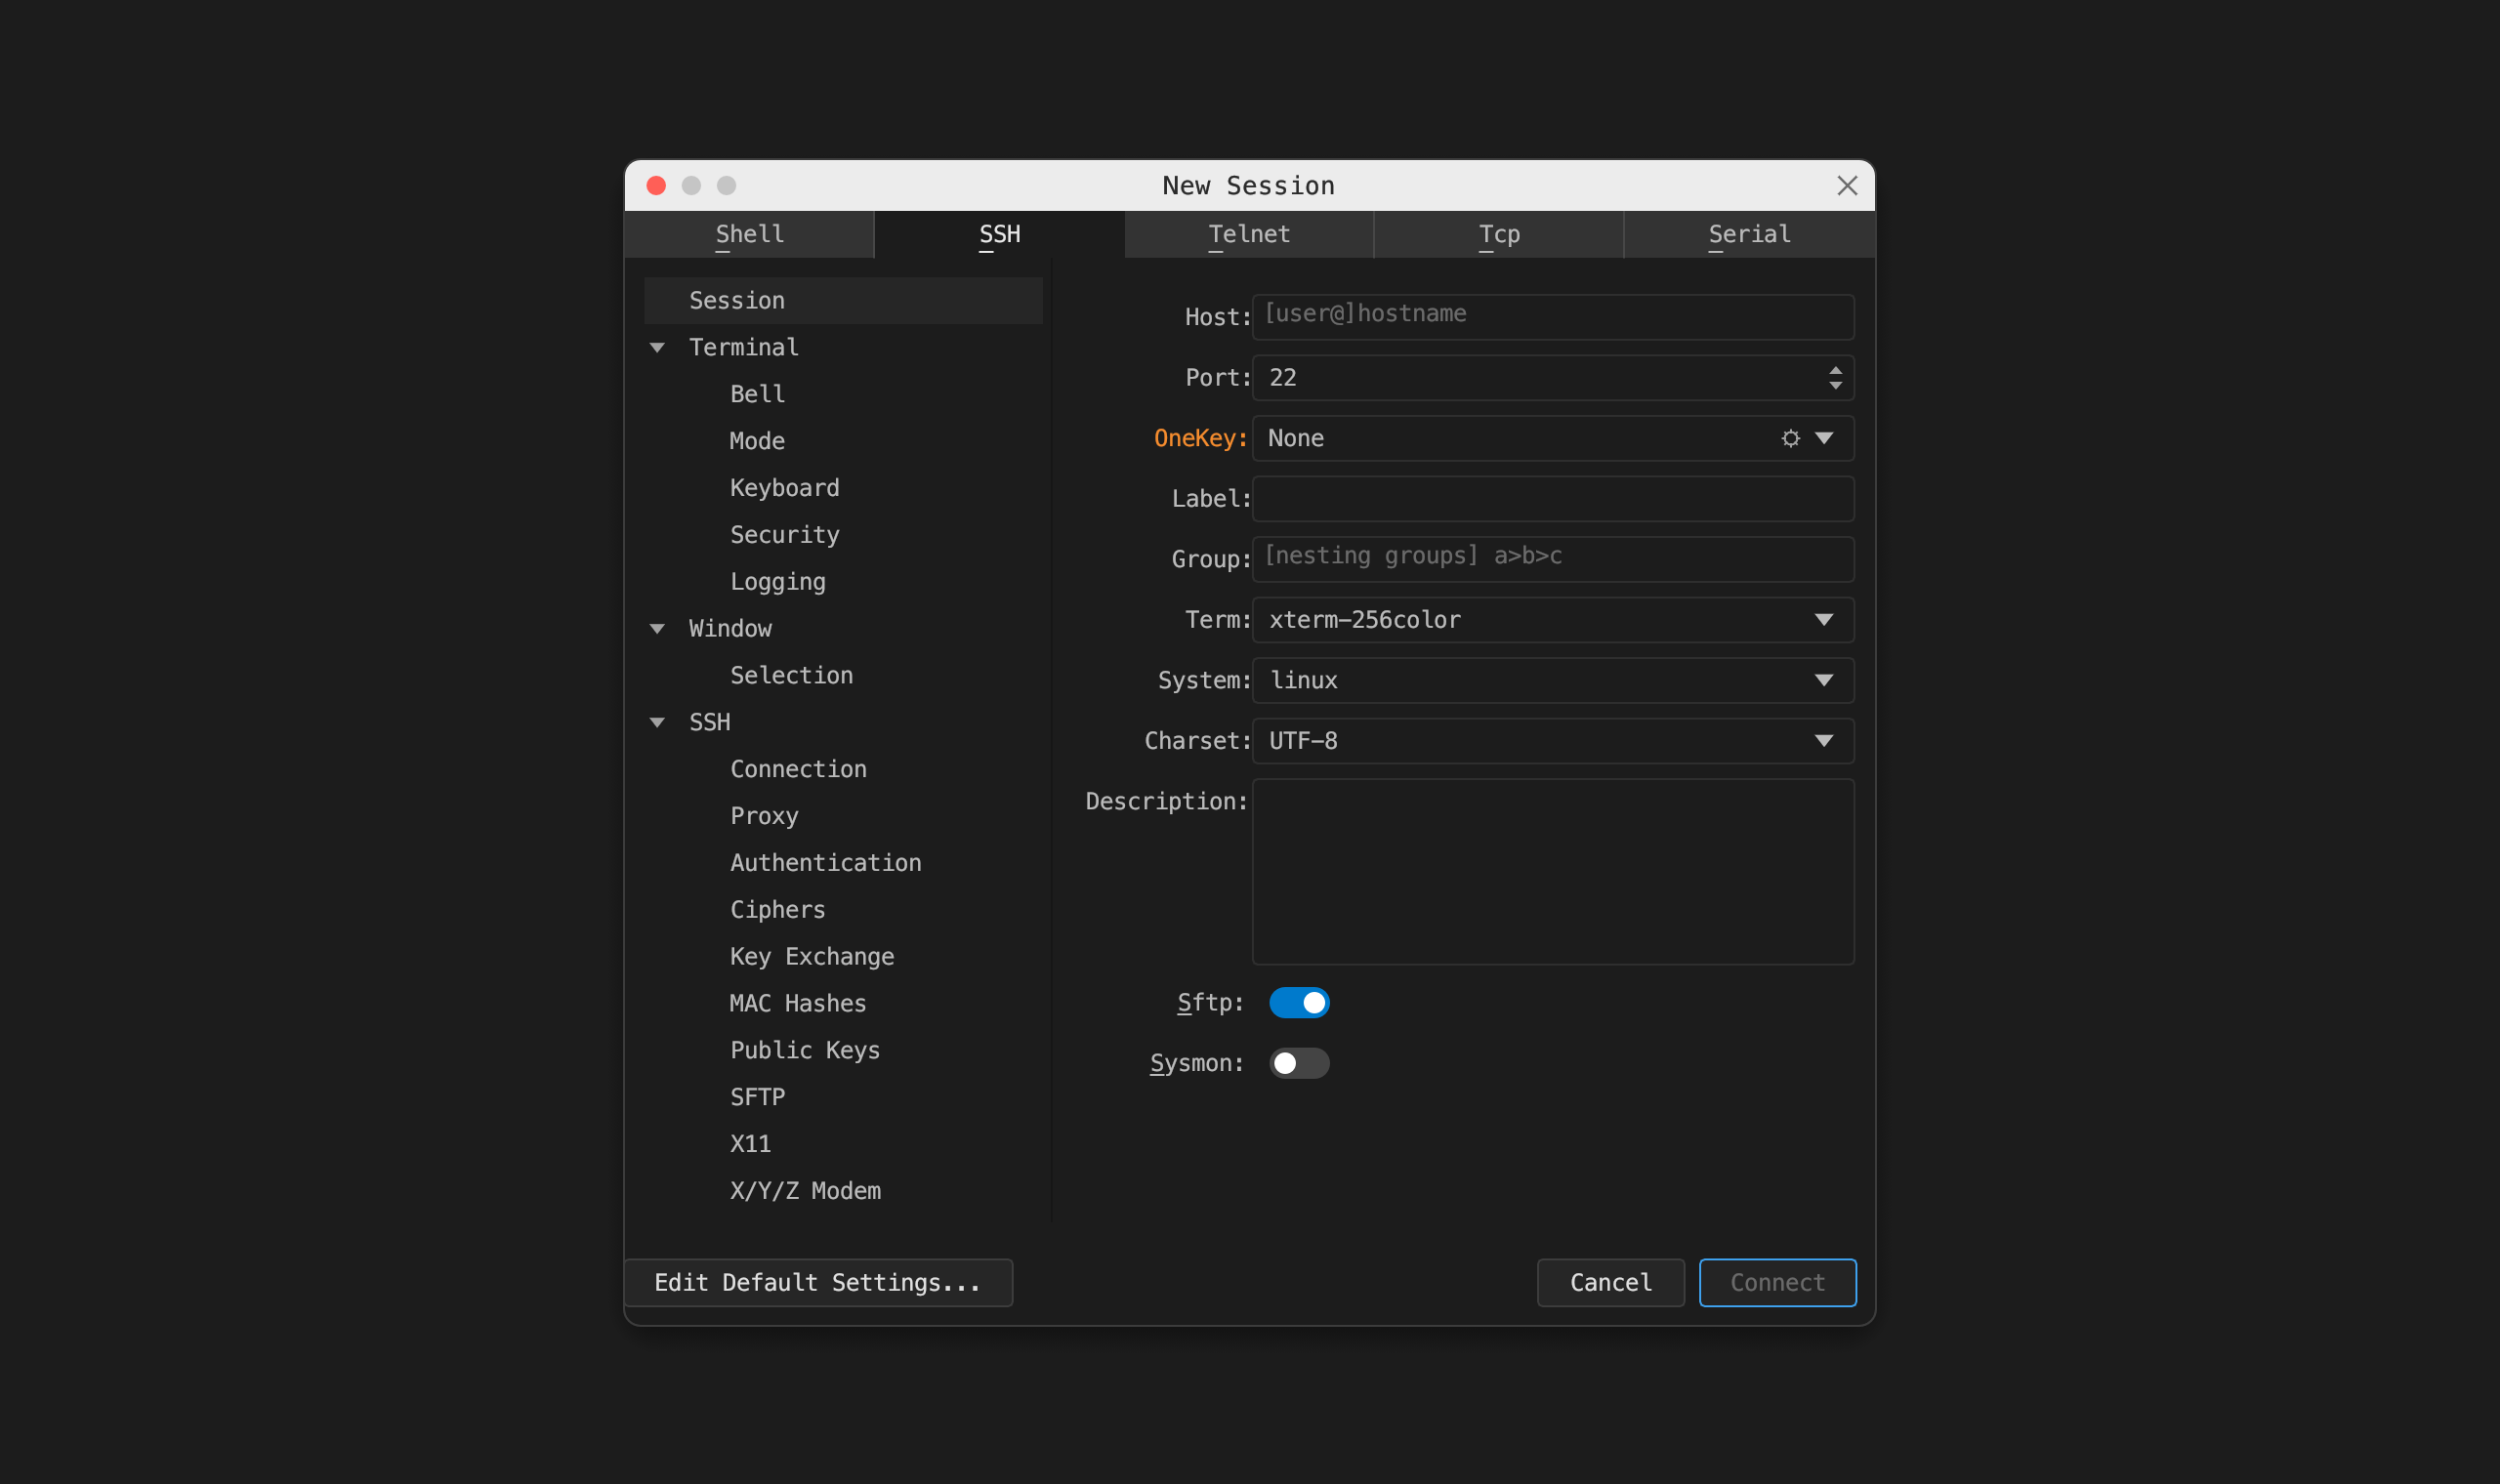 New Session
Shell SSH Telnet Tcp Serial
Session
Terminal
Bell
Mode
Keyboard
Security
Logging
Window
Selection
SSH
Connection
Proxy
Authentication
Ciphers
Key Exchange
MAC Hashes
Public Keys
SFTP
X11
X/Y/Z Modem
Host: [user@]hostname
Port: 22
OneKey: None
Label:
Group: [nesting groups] a>b>c
Term: xterm-256color
System: linux
Charset: UTF-8
Description:
Sftp:
Sysmon:
Edit Default Settings... Cancel Connect